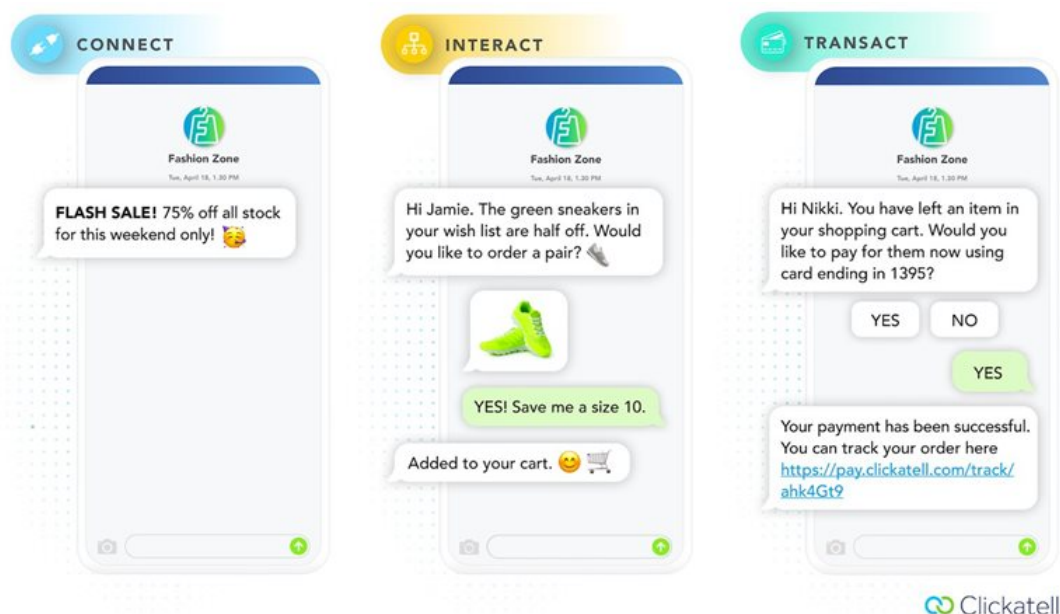 CONNECT
Fashion Zone
Tue, April 18, 1.30 PM
FLASH SALE! 75% off all stock
for this weekend only! 🥳
INTERACT
Fashion Zone
Tue, April 18, 1.30 PM
Hi Jamie. The green sneakers in
your wish list are half off. Would
you like to order a pair? 👟
YES! Save me a size 10.
Added to your cart. 😊 🛒
TRANSACT
Fashion Zone
Tue, April 18, 1.30 PM
Hi Nikki. You have left an item in
your shopping cart. Would you
like to pay for them now using
card ending in 1395?
YES NO
YES
Your payment has been successful.
You can track your order here
https://pay.clickatell.com/track/
ahk4Gt9
Clickatell